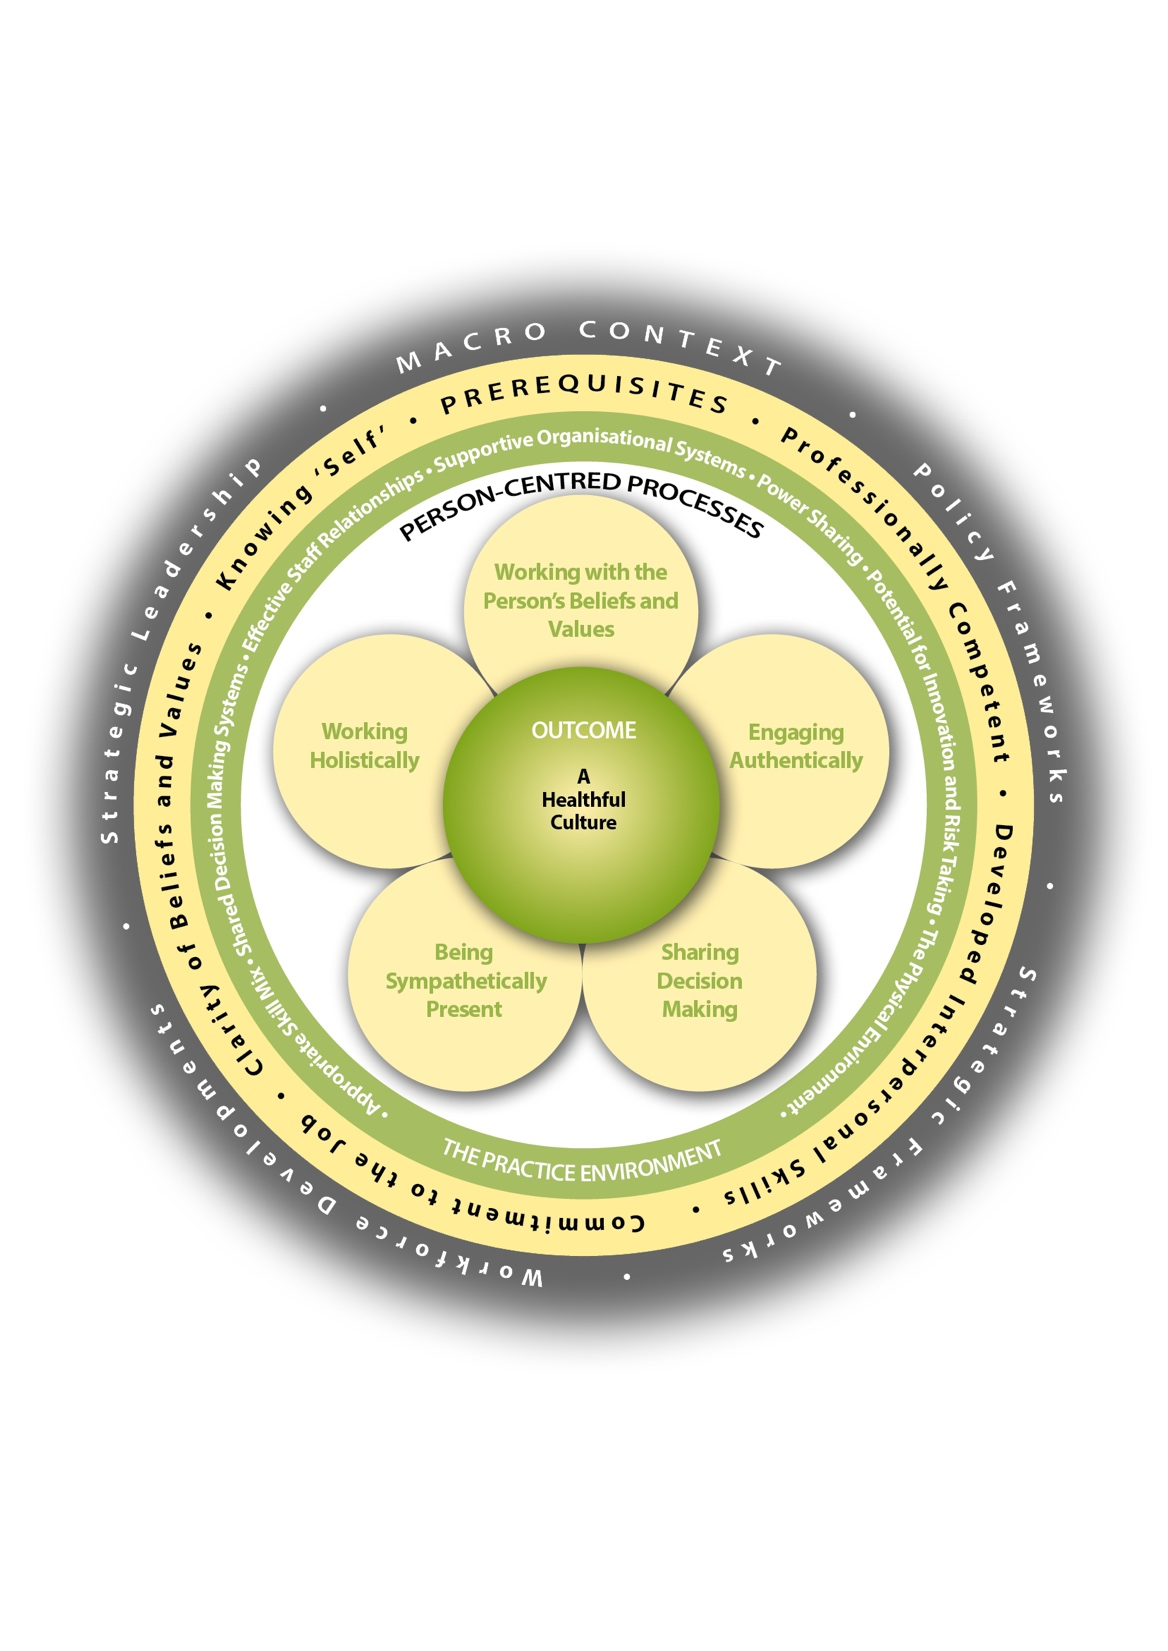 MACRO CONTEXT
•
Policy Frameworks
•
Strategic Frameworks
•
Workforce Developments
•
Strategic Leadership
•
PREREQUISITES
• Professionally Competent • Developed Interpersonal Skills • Commitment to the Job • Clarity of Beliefs and Values • Knowing ‘Self’ •
• Appropriate Skill Mix • Shared Decision Making Systems • Effective Staff Relationships • Supportive Organisational Systems • Power Sharing • Potential for Innovation and Risk Taking • The Physical Environment •
THE PRACTICE ENVIRONMENT
PERSON-CENTRED PROCESSES
Working with the
Person’s Beliefs and
Values
Engaging
Authentically
Sharing
Decision
Making
Being
Sympathetically
Present
Working
Holistically
OUTCOME
A
Healthful
Culture